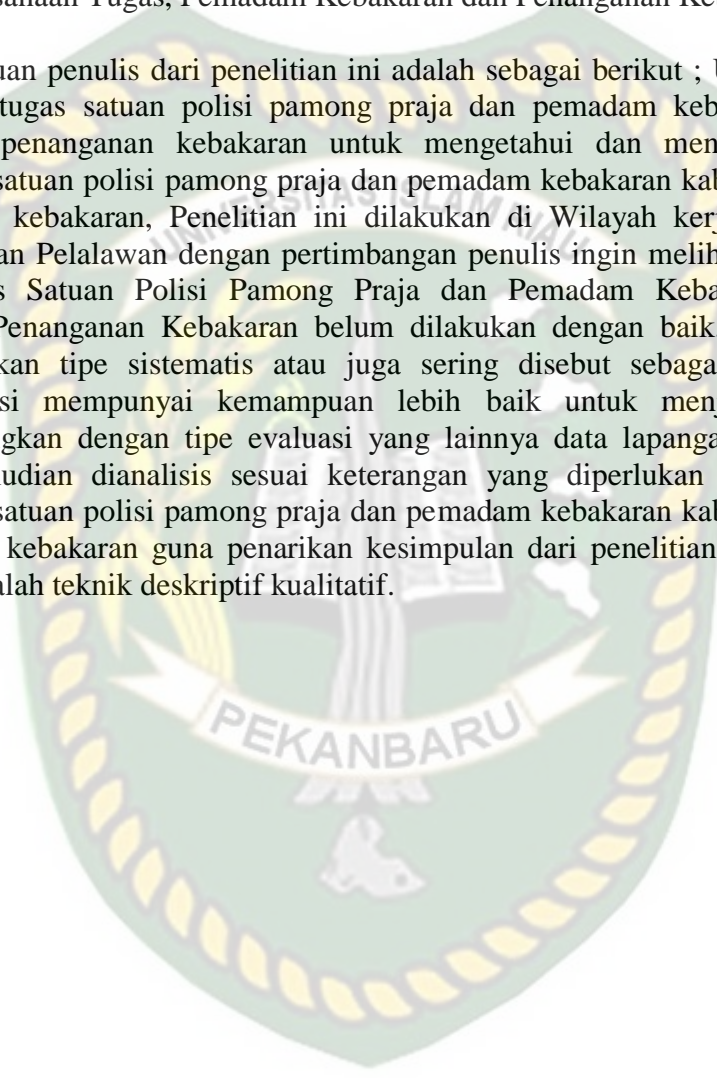 sanaan Tugas, Pemadam Kebakaran dan Penanganan Ke
uan penulis dari penelitian ini adalah sebagai berikut ; U
tugas satuan polisi pamong praja dan pemadam keb
penanganan kebakaran untuk mengetahui dan men
satuan polisi pamong praja dan pemadam kebakaran kab
kebakaran, Penelitian ini dilakukan di Wilayah kerj
an Pelalawan dengan pertimbangan penulis ingin melih
s Satuan Polisi Pamong Praja dan Pemadam Keba
Penanganan Kebakaran belum dilakukan dengan baik.
kan tipe sistematis atau juga sering disebut sebaga
si mempunyai kemampuan lebih baik untuk men
gkan dengan tipe evaluasi yang lainnya data lapanga
udian dianalisis sesuai keterangan yang diperlukan
satuan polisi pamong praja dan pemadam kebakaran kab
kebakaran guna penarikan kesimpulan dari penelitian
alah teknik deskriptif kualitatif.
UNIVERSITAS ISLAM RIAU
PEKANBARU